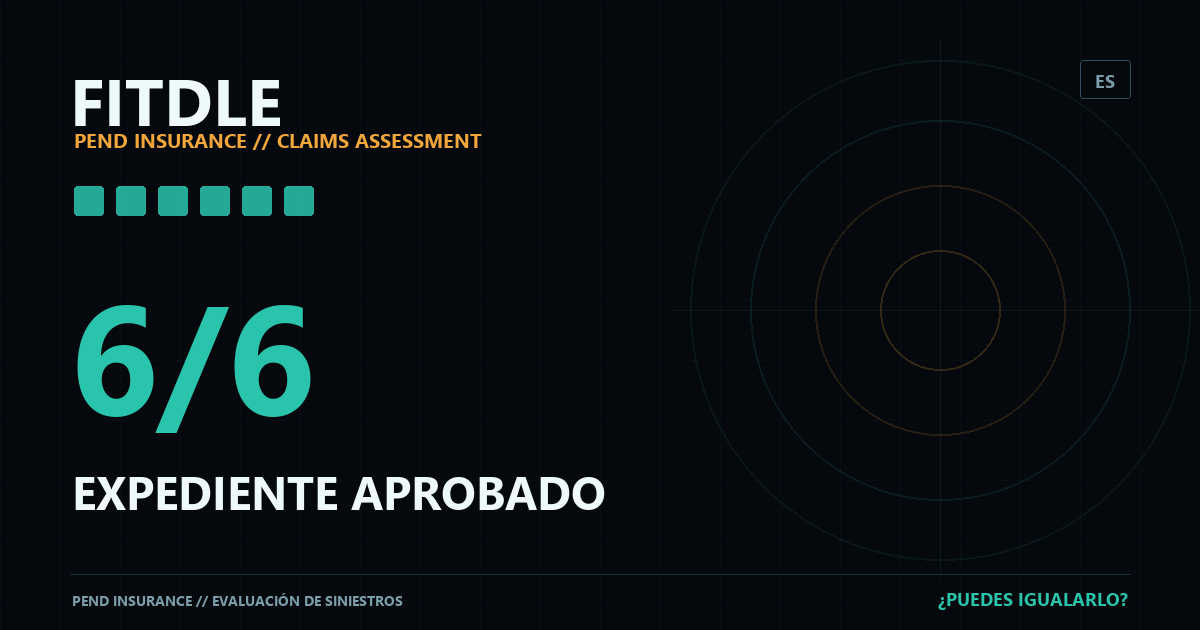 FITDLE
ES
PEND INSURANCE // CLAIMS ASSESSMENT
6/6
EXPEDIENTE APROBADO
PEND INSURANCE // EVALUACIÓN DE SINIESTROS
¿PUEDES IGUALARLO?